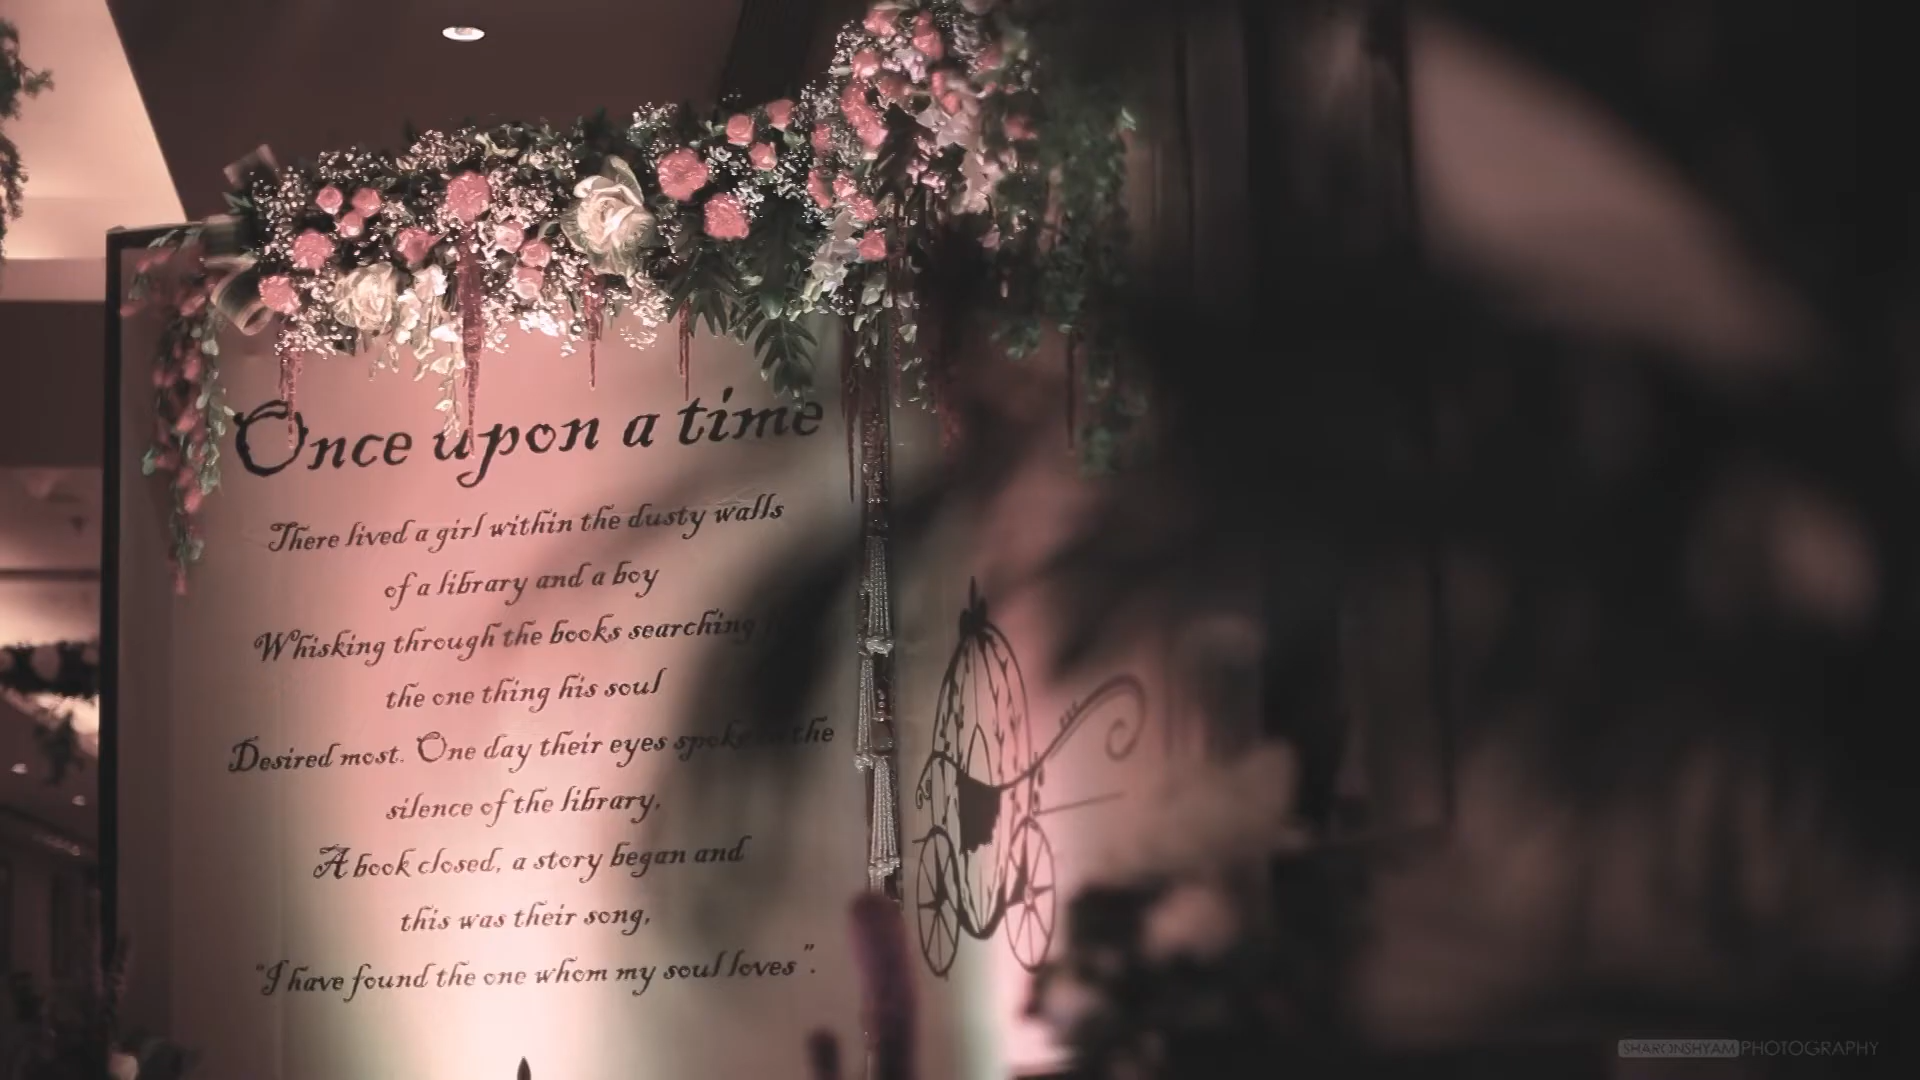 Once upon a time
There lived a girl within the dusty walls
of a library and a boy
Whisking through the books searching
the one thing his soul
Desired most. One day their eyes spoke in the
silence of the library,
A book closed, a story began and
this was their song,
"I have found the one whom my soul loves".
SHARONSHYAM PHOTOGRAPHY